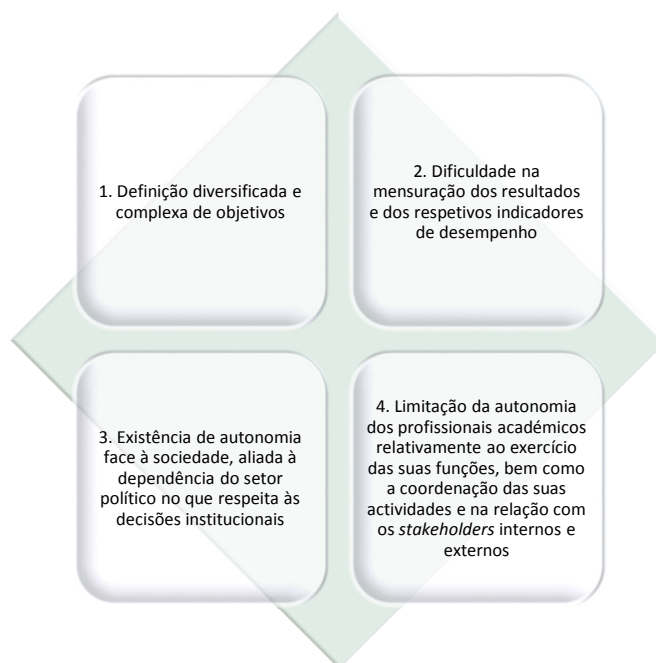 1. Definição diversificada e
complexa de objetivos
2. Dificuldade na
mensuração dos resultados
e dos respetivos indicadores
de desempenho
3. Existência de autonomia
face à sociedade, aliada à
dependência do setor
político no que respeita às
decisões institucionais
4. Limitação da autonomia
dos profissionais académicos
relativamente ao exercício
das suas funções, bem como
a coordenação das suas
actividades e na relação com
os stakeholders internos e
externos